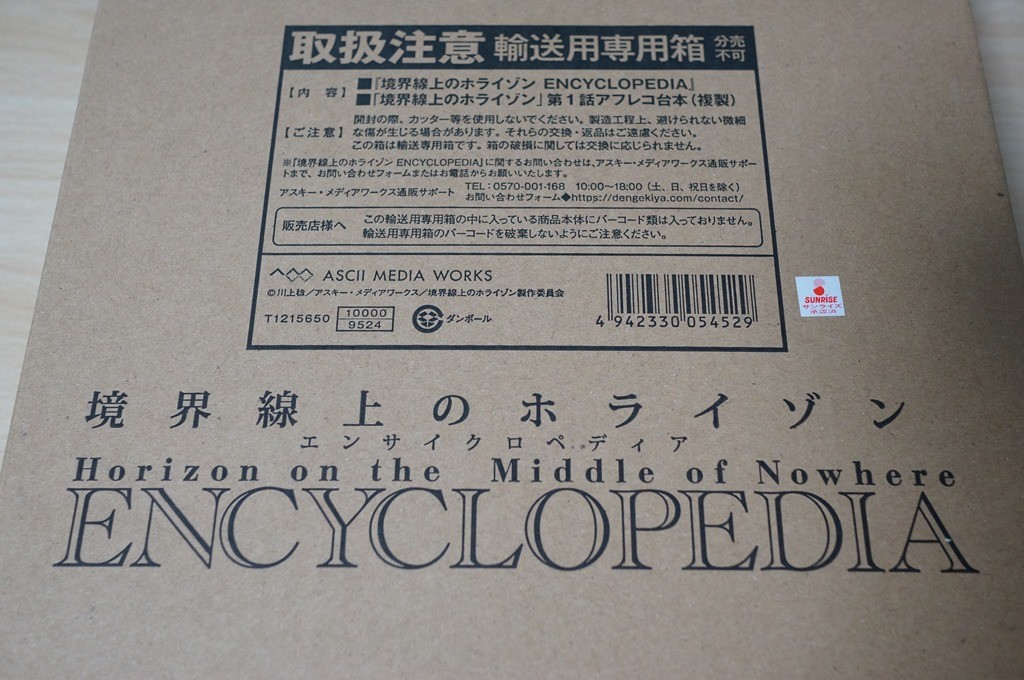 取扱注意 輸送用専用箱 分売不可
【内 容】 ■『境界線上のホライゾン ENCYCLOPEDIA』
■「境界線上のホライゾン」第1話アフレコ台本(複製)
【ご注意】 開封の際、カッター等を使用しないでください。製造工程上、避けられない微細
な傷が生じる場合があります。それらの交換・返品はご遠慮ください。
この箱は輸送専用箱です。箱の破損に関しては交換に応じられません。
※『境界線上のホライゾン ENCYCLOPEDIA』に関するお問い合わせは、アスキー・メディアワークス通販サポー
トまで、お問い合わせフォームまたはお電話からお願いいたします。
アスキー・メディアワークス通販サポート TEL:0570-001-168 10:00〜18:00(土、日、祝日を除く)
お問い合わせフォーム◆https://dengekiya.com/contact/
販売店様へ この輸送用専用箱の中に入っている商品本体にバーコード類は入っておりません。
輸送用専用箱のバーコードを破棄しないようにご注意ください。
ASCII MEDIA WORKS
©川上稔/アスキー・メディアワークス/境界線上のホライゾン製作委員会
T1215650 10000 9524 ダンボール
4 942330 054529
SUNRISE
サンライズ
承認済
境界線上のホライゾン
エンサイクロペディア
Horizon on the Middle of Nowhere
ENCYCLOPEDIA